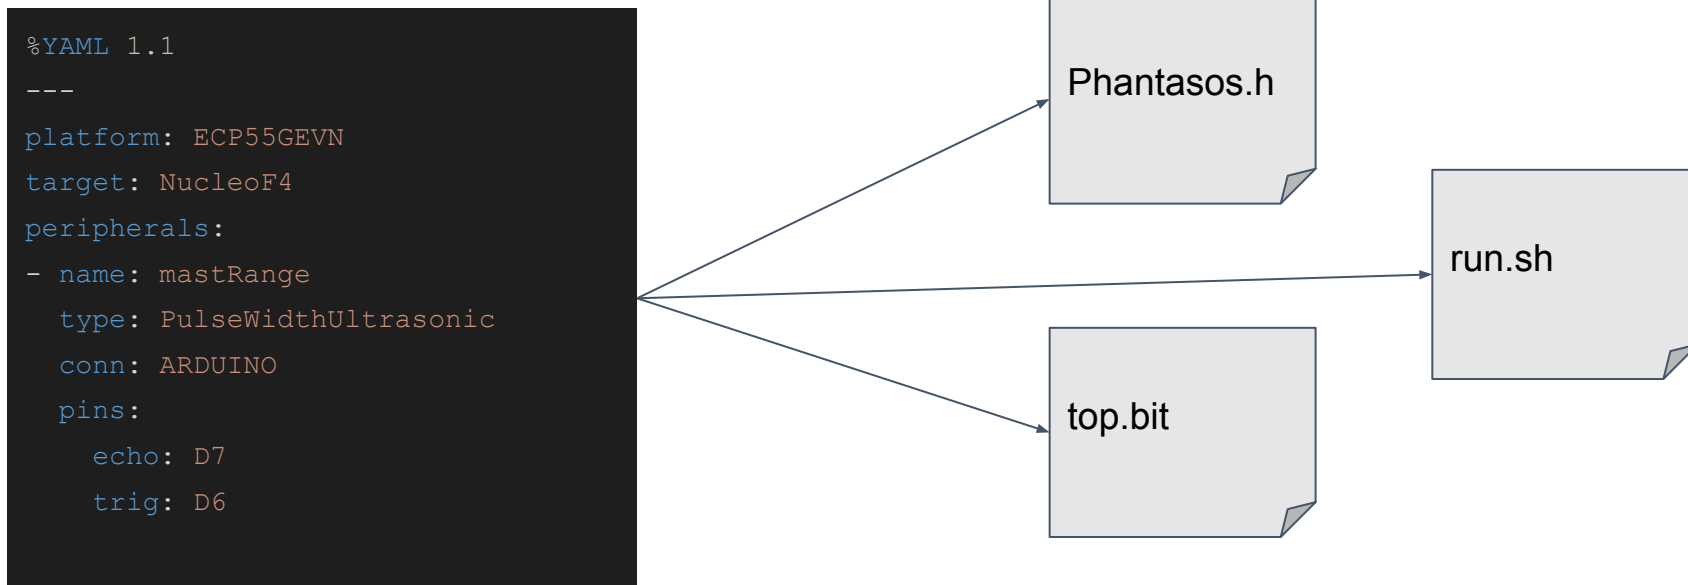 %YAML 1.1
---
platform: ECP55GEVN
target: NucleoF4
peripherals:
- name: mastRange
  type: PulseWidthUltrasonic
  conn: ARDUINO
  pins:
    echo: D7
    trig: D6
Phantasos.h
run.sh
top.bit